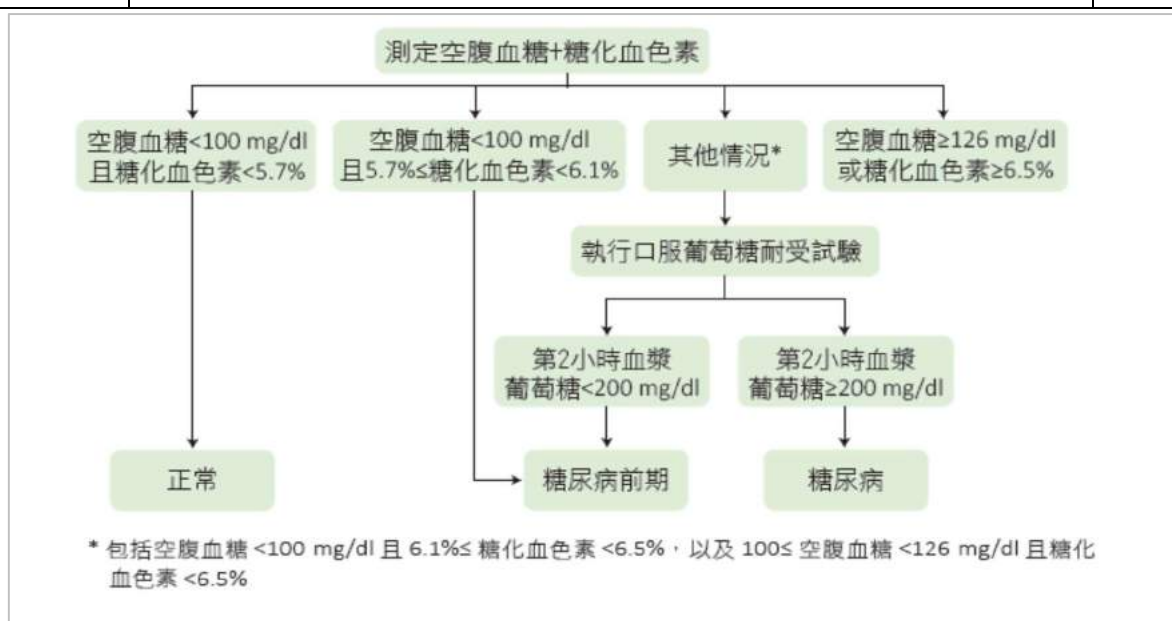 測定空腹血糖+糖化血色素
空腹血糖<100 mg/dl
且糖化血色素<5.7%
空腹血糖<100 mg/dl
且5.7%≤糖化血色素<6.1%
其他情況*
空腹血糖≥126 mg/dl
或糖化血色素≥6.5%
執行口服葡萄糖耐受試驗
第2小時血漿
葡萄糖<200 mg/dl
第2小時血漿
葡萄糖≥200 mg/dl
正常
糖尿病前期
糖尿病
* 包括空腹血糖 <100 mg/dl 且 6.1%≤ 糖化血色素 <6.5%，以及 100≤ 空腹血糖 <126 mg/dl 且糖化
血色素 <6.5%